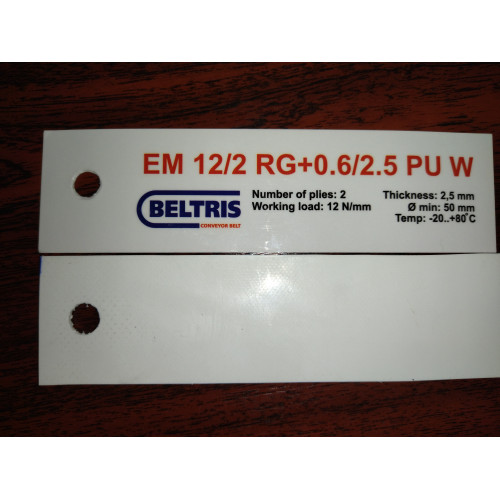 EM 12/2 RG+0.6/2.5 PU W
BELTRIS
CONVEYOR BELT
Number of plies: 2
Working load: 12 N/mm
Thickness: 2,5 mm
Ø min: 50 mm
Temp: -20..+80°C